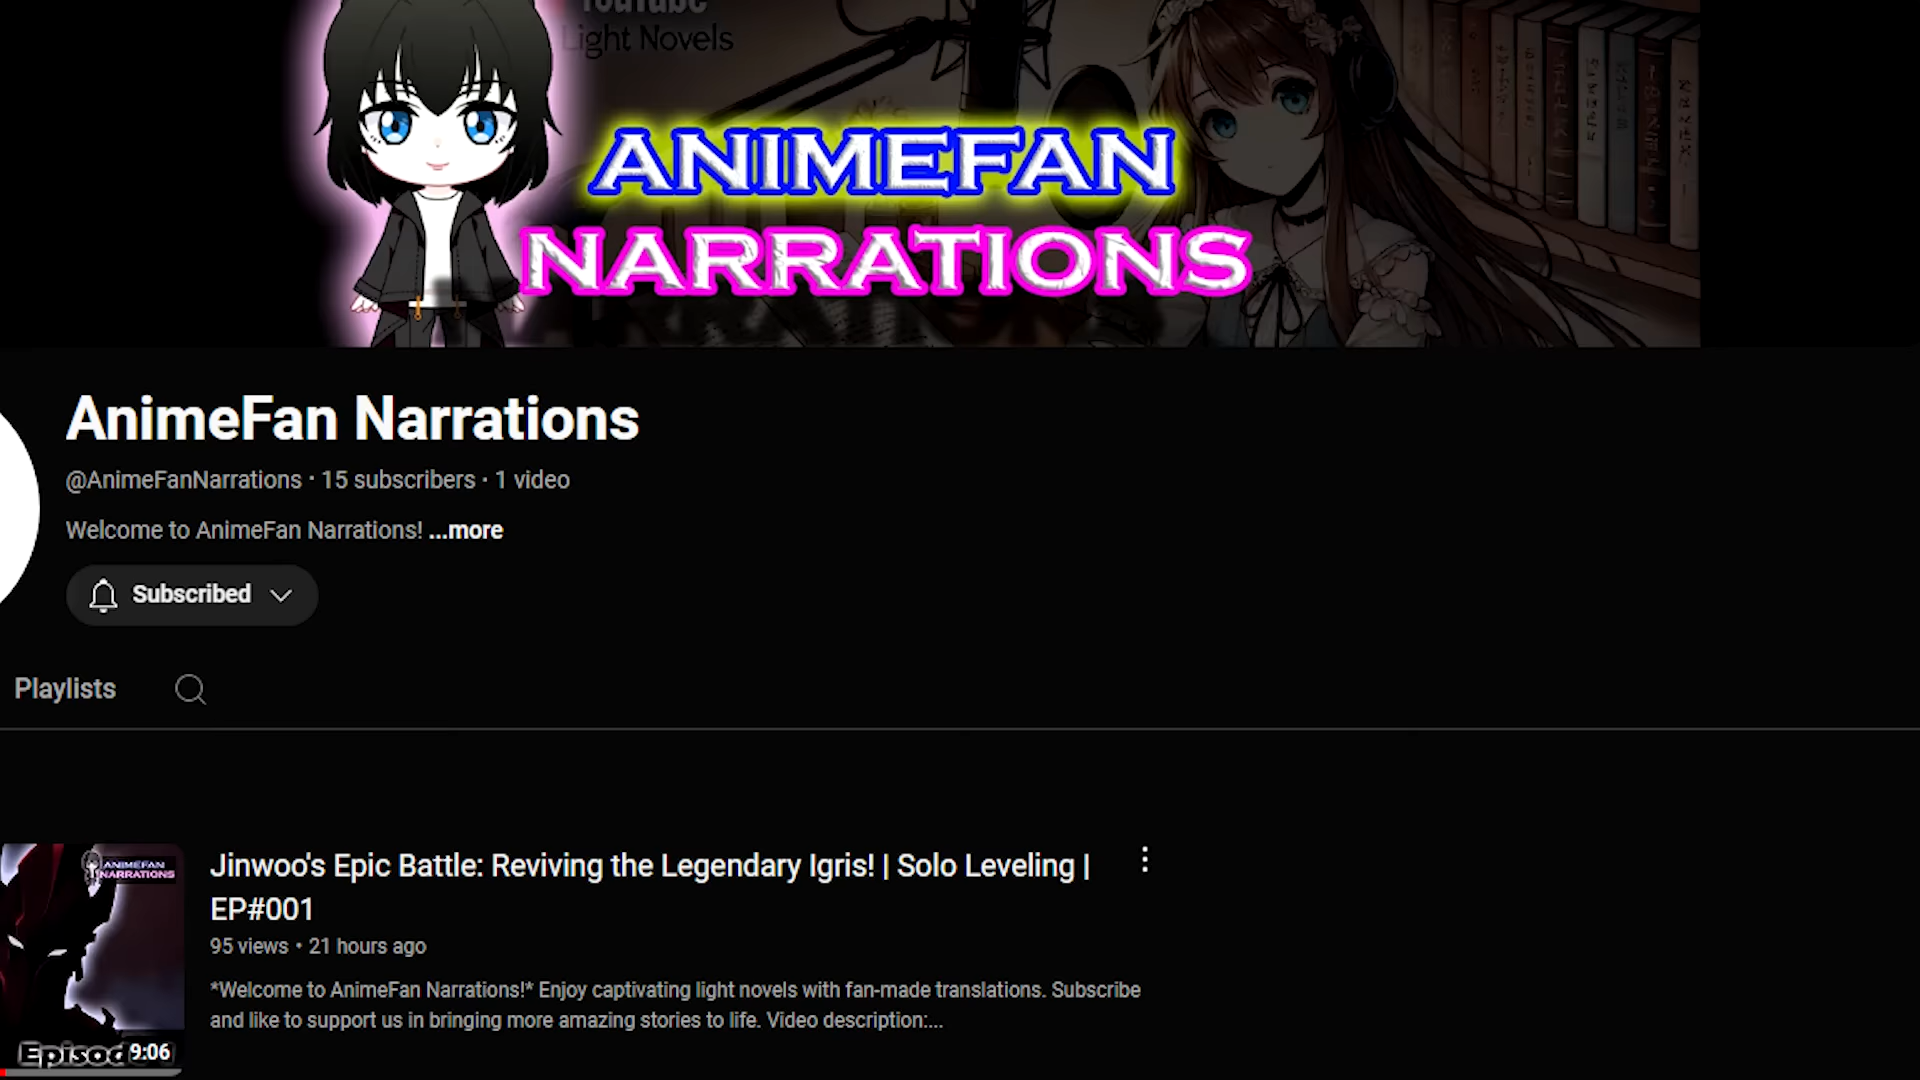 YouTube
Light Novels
ANIMEFAN
NARRATIONS
AnimeFan Narrations
@AnimeFanNarrations · 15 subscribers · 1 video
Welcome to AnimeFan Narrations! ...more
Subscribed
Playlists
ANIMEFAN
NARRATIONS
Jinwoo's Epic Battle: Reviving the Legendary Igris! | Solo Leveling |
EP#001
95 views • 21 hours ago
*Welcome to AnimeFan Narrations!* Enjoy captivating light novels with fan-made translations. Subscribe
and like to support us in bringing more amazing stories to life. Video description:...
Episod 9:06